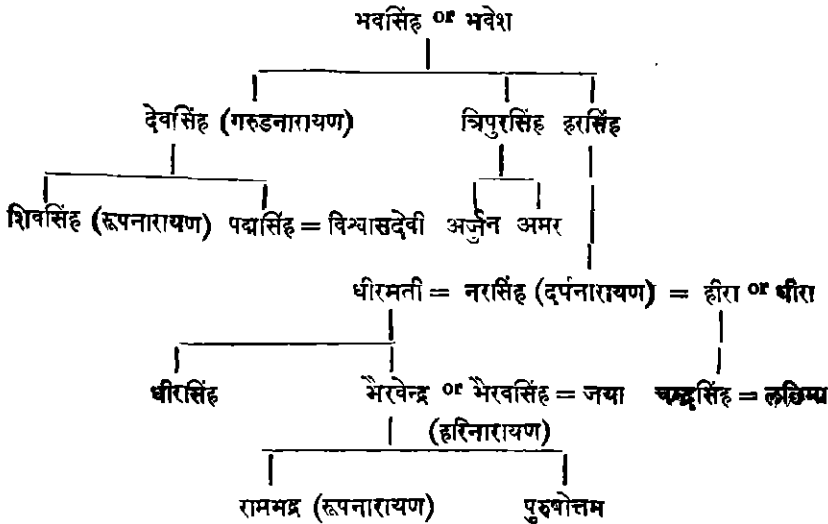 भवसिंह or भवेश
देवसिंह (गरुडनारायण) त्रिपुरसिंह हरसिंह
शिवसिंह (रूपनारायण) पद्मसिंह = विश्वासदेवी अर्जुन अमर
धीरमती = नरसिंह (दर्पनारायण) = हीरा or धीरा
धीरसिंह भैरवेन्द्र or भैरवसिंह = जया चन्द्रसिंह = लछिमा
(हरिनारायण)
रामभद्र (रूपनारायण) पुरुषोत्तम